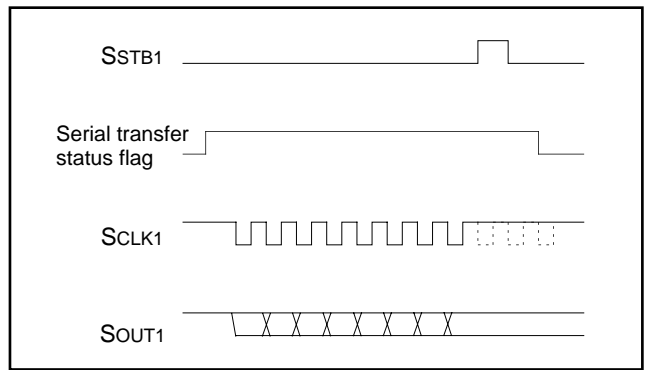 SSTB1
Serial transfer
status flag
SCLK1
SOUT1